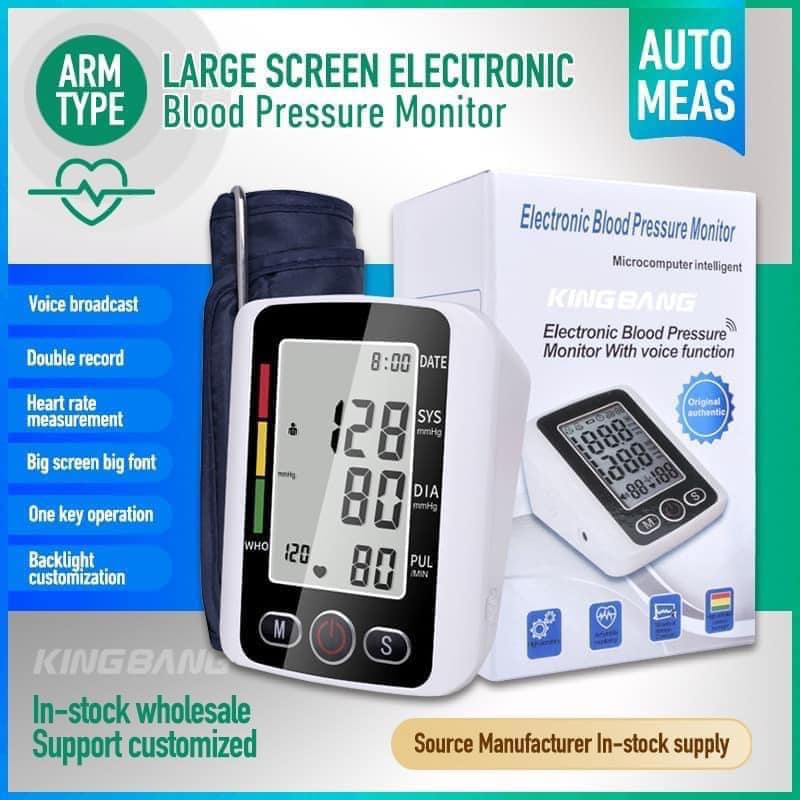 ARM
TYPE
LARGE SCREEN ELECITRONIC
Blood Pressure Monitor
AUTO
MEAS
Voice broadcast
Double record
Heart rate
measurement
Big screen big font
One key operation
Backlight
customization
8:00 DATE
128 SYS
mmHg
mmHg
80 DIA
mmHg
WHO
120 80 PUL
/MIN
M S
Electronic Blood Pressure Monitor
Microcomputer intelligent
KINGBANG
Electronic Blood Pressure
Monitor With voice function
Original
authentic
188/88
M S
KINGBANG
In-stock wholesale
Support customized
Source Manufacturer In-stock supply